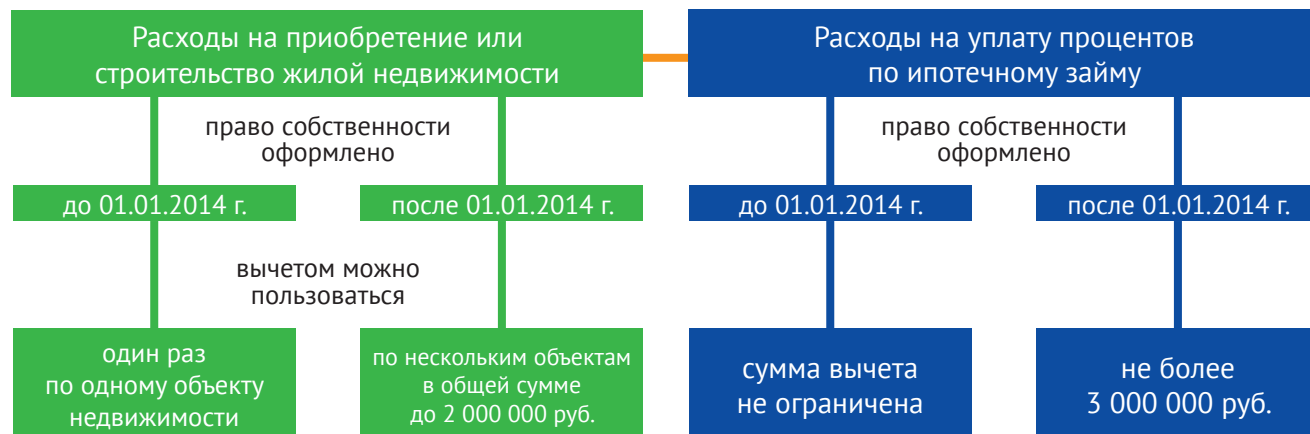 Расходы на приобретение или
строительство жилой недвижимости
право собственности
оформлено
до 01.01.2014 г.
после 01.01.2014 г.
вычетом можно
пользоваться
один раз
по одному объекту
недвижимости
по нескольким объектам
в общей сумме
до 2 000 000 руб.
Расходы на уплату процентов
по ипотечному займу
право собственности
оформлено
до 01.01.2014 г.
после 01.01.2014 г.
сумма вычета
не ограничена
не более
3 000 000 руб.